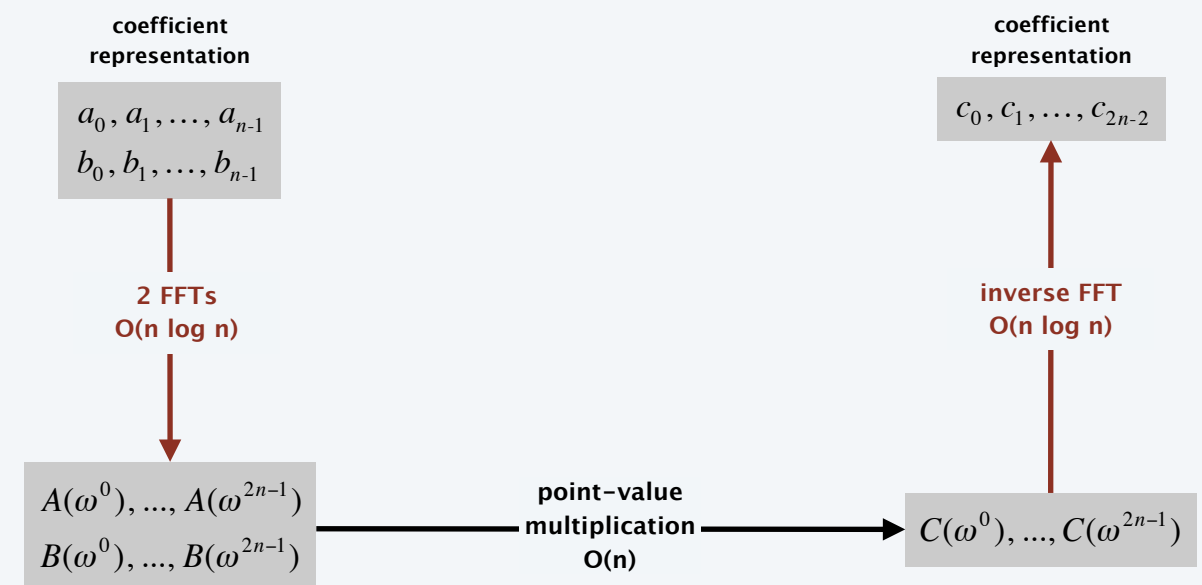 coefficient
representation
a₀, a₁, …, aₙ₋₁
b₀, b₁, …, bₙ₋₁
2 FFTs
O(n log n)
A(ω⁰), ..., A(ω²ⁿ⁻¹)
B(ω⁰), ..., B(ω²ⁿ⁻¹)
point-value
multiplication
O(n)
coefficient
representation
c₀, c₁, …, c₂ₙ₋₂
inverse FFT
O(n log n)
C(ω⁰), ..., C(ω²ⁿ⁻¹)